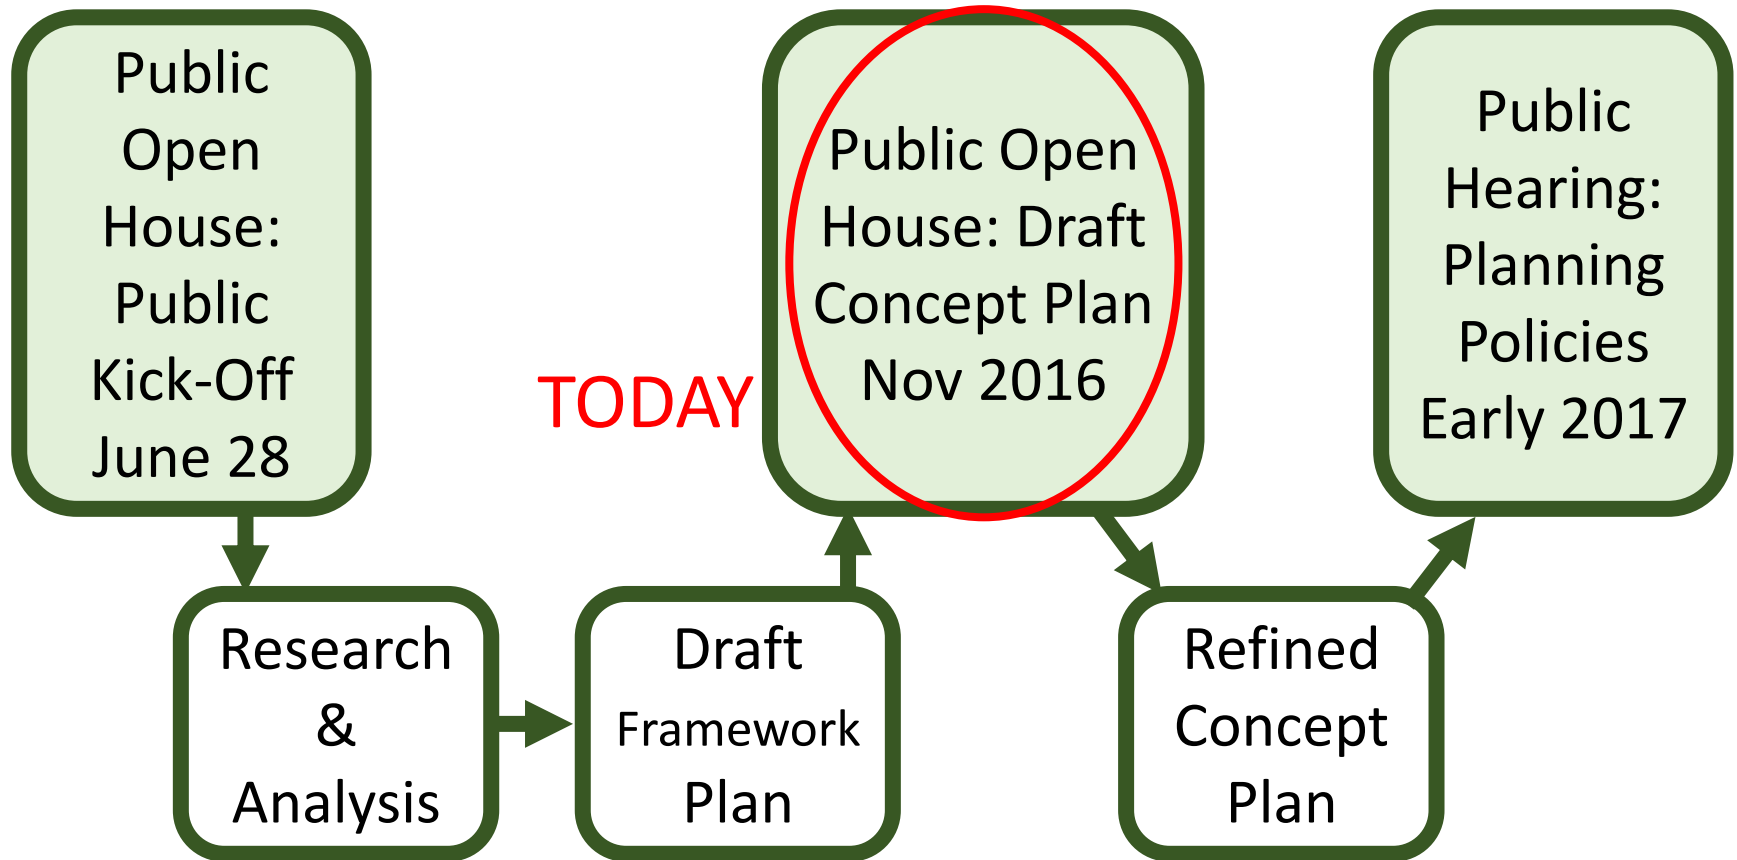 Public
Open
House:
Public
Kick-Off
June 28
Research
&
Analysis
Draft
Framework
Plan
TODAY
Public Open
House: Draft
Concept Plan
Nov 2016
Refined
Concept
Plan
Public
Hearing:
Planning
Policies
Early 2017